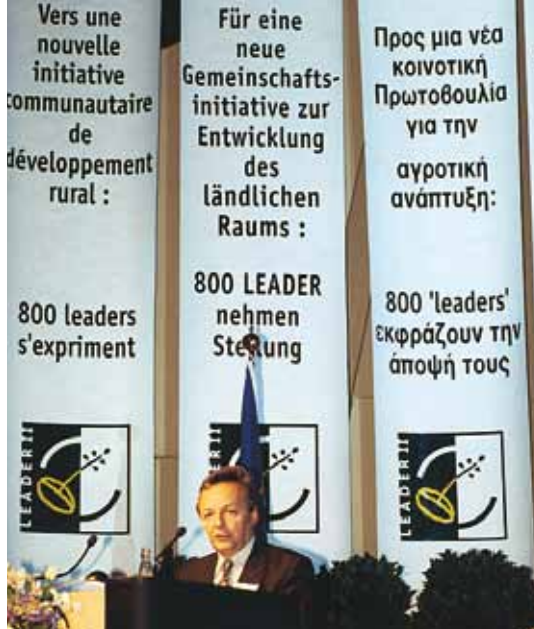 Vers une
nouvelle
initiative
communautaire
de
développement
rural :
800 leaders
s'expriment
LEADER II
Für eine
neue
Gemeinschafts-
initiative zur
Entwicklung
des
ländlichen
Raums :
800 LEADER
nehmen
Stellung
Προς μια νέα
κοινοτική
Πρωτοβουλία
για την
αγροτική
ανάπτυξη:
800 'leaders'
εκφράζουν την
άποψή τους
LEADER II